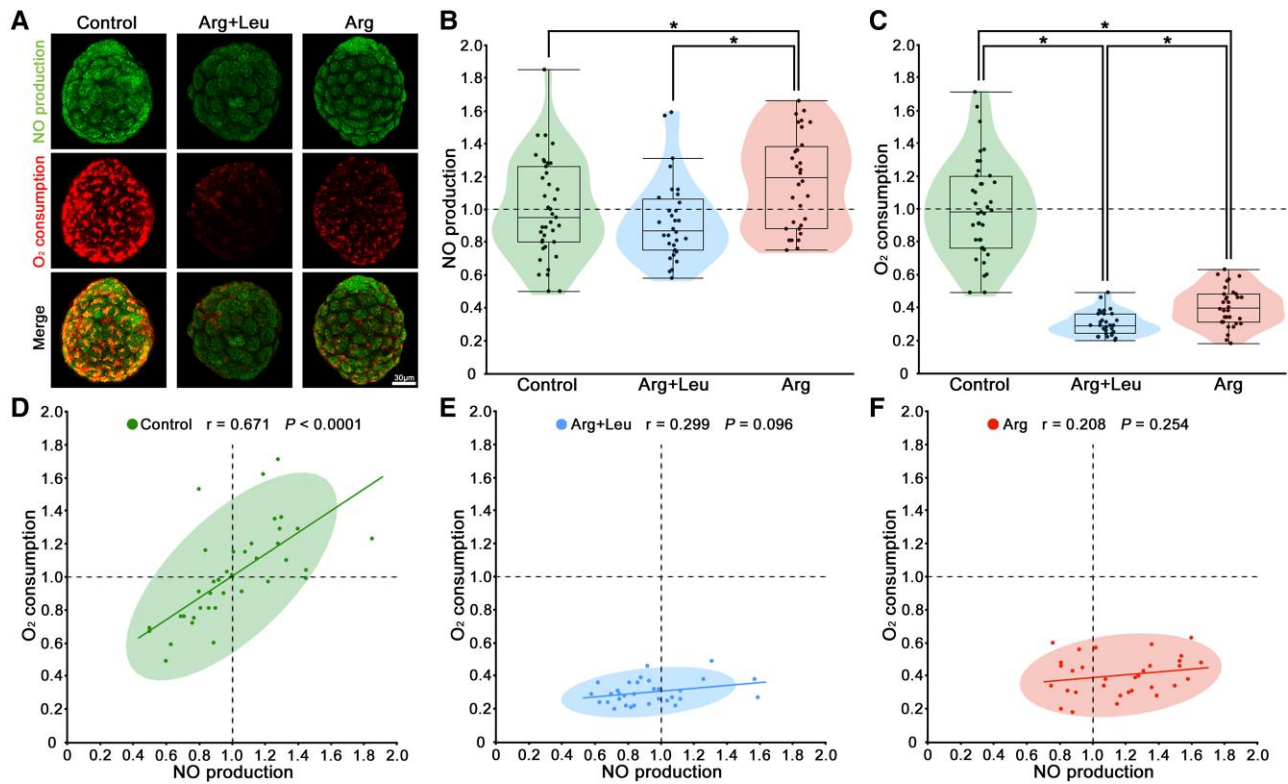 A
Control
Arg+Leu
Arg
NO production
O₂ consumption
Merge
30μm
B
*
*
NO production
2.0
1.8
1.6
1.4
1.2
1.0
0.8
0.6
0.4
0.2
0
Control
Arg+Leu
Arg
C
*
*
*
O₂ consumption
2.0
1.8
1.6
1.4
1.2
1.0
0.8
0.6
0.4
0.2
0
Control
Arg+Leu
Arg
D
Control r = 0.671 P < 0.0001
O₂ consumption
2.0
1.8
1.6
1.4
1.2
1.0
0.8
0.6
0.4
0.2
0
0 0.2 0.4 0.6 0.8 1.0 1.2 1.4 1.6 1.8 2.0
NO production
E
Arg+Leu r = 0.299 P = 0.096
O₂ consumption
2.0
1.8
1.6
1.4
1.2
1.0
0.8
0.6
0.4
0.2
0
0 0.2 0.4 0.6 0.8 1.0 1.2 1.4 1.6 1.8 2.0
NO production
F
Arg r = 0.208 P = 0.254
O₂ consumption
2.0
1.8
1.6
1.4
1.2
1.0
0.8
0.6
0.4
0.2
0
0 0.2 0.4 0.6 0.8 1.0 1.2 1.4 1.6 1.8 2.0
NO production